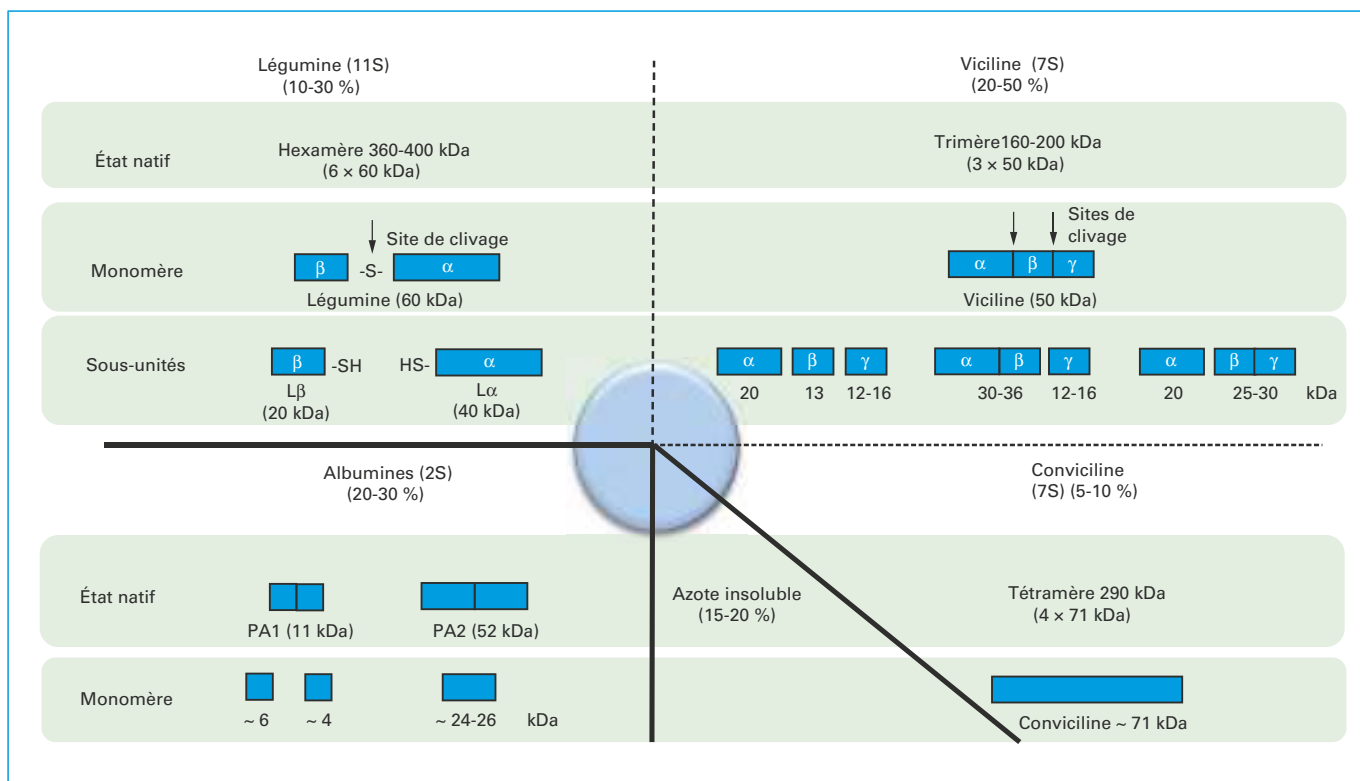 Légumine (11S)
(10-30 %)
Viciline (7S)
(20-50 %)
État natif
Hexamère 360-400 kDa
(6 × 60 kDa)
Trimère160-200 kDa
(3 × 50 kDa)
Monomère
Site de clivage
β -S- α
Légumine (60 kDa)
Sites de
clivage
α β γ
Viciline (50 kDa)
Sous-unités
β -SH HS- α
Lβ
(20 kDa)
Lα
(40 kDa)
α β γ α β γ α β γ
20 13 12-16 30-36 12-16 20 25-30 kDa
Albumines (2S)
(20-30 %)
Conviciline
(7S) (5-10 %)
État natif
PA1 (11 kDa) PA2 (52 kDa)
Azote insoluble
(15-20 %)
Tétramère 290 kDa
(4 × 71 kDa)
Monomère
~ 6 ~ 4 ~ 24-26 kDa
Conviciline ~ 71 kDa